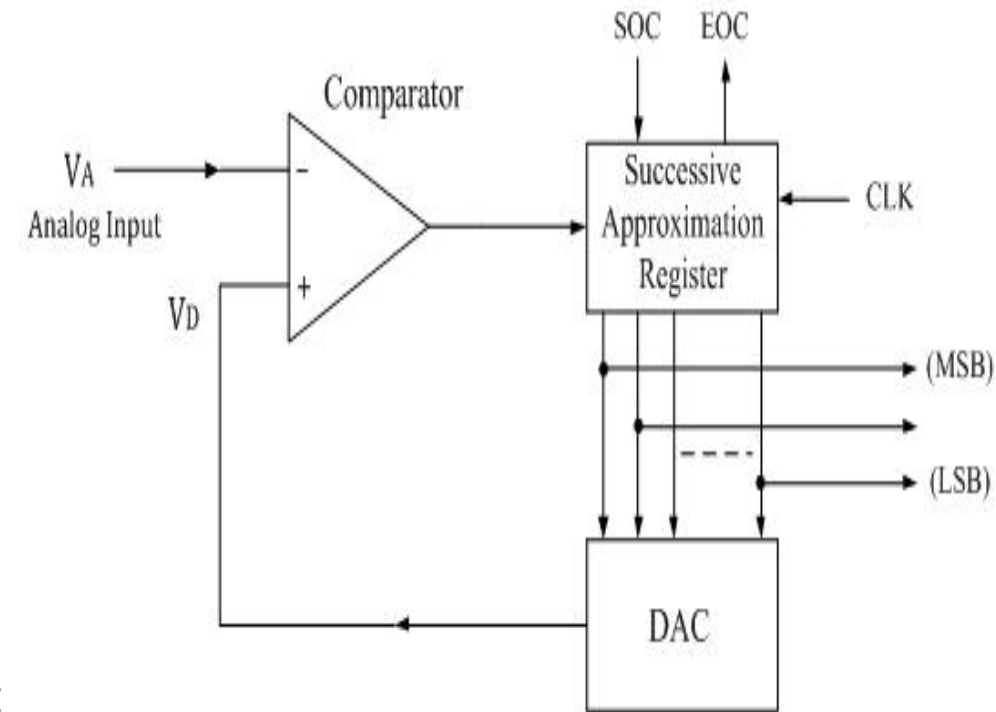 SOC EOC
Comparator
VA
Analog Input
-
+
VD
Successive
Approximation
Register
CLK
(MSB)
(LSB)
DAC